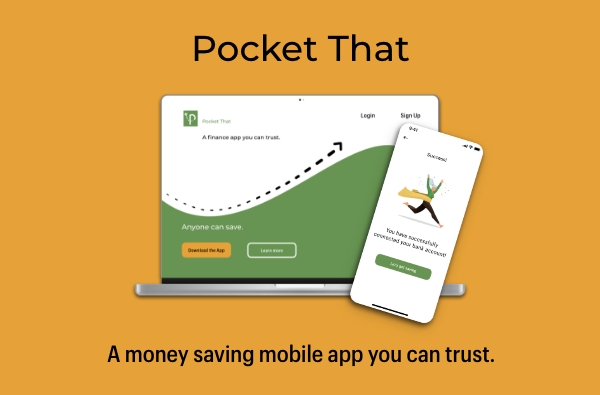 Pocket That
Pocket That
Login
Sign Up
A finance app you can trust.
Anyone can save.
Download the App
Learn more
9:41
Success!
You have successfully
connected your bank account!
Let's get saving
A money saving mobile app you can trust.